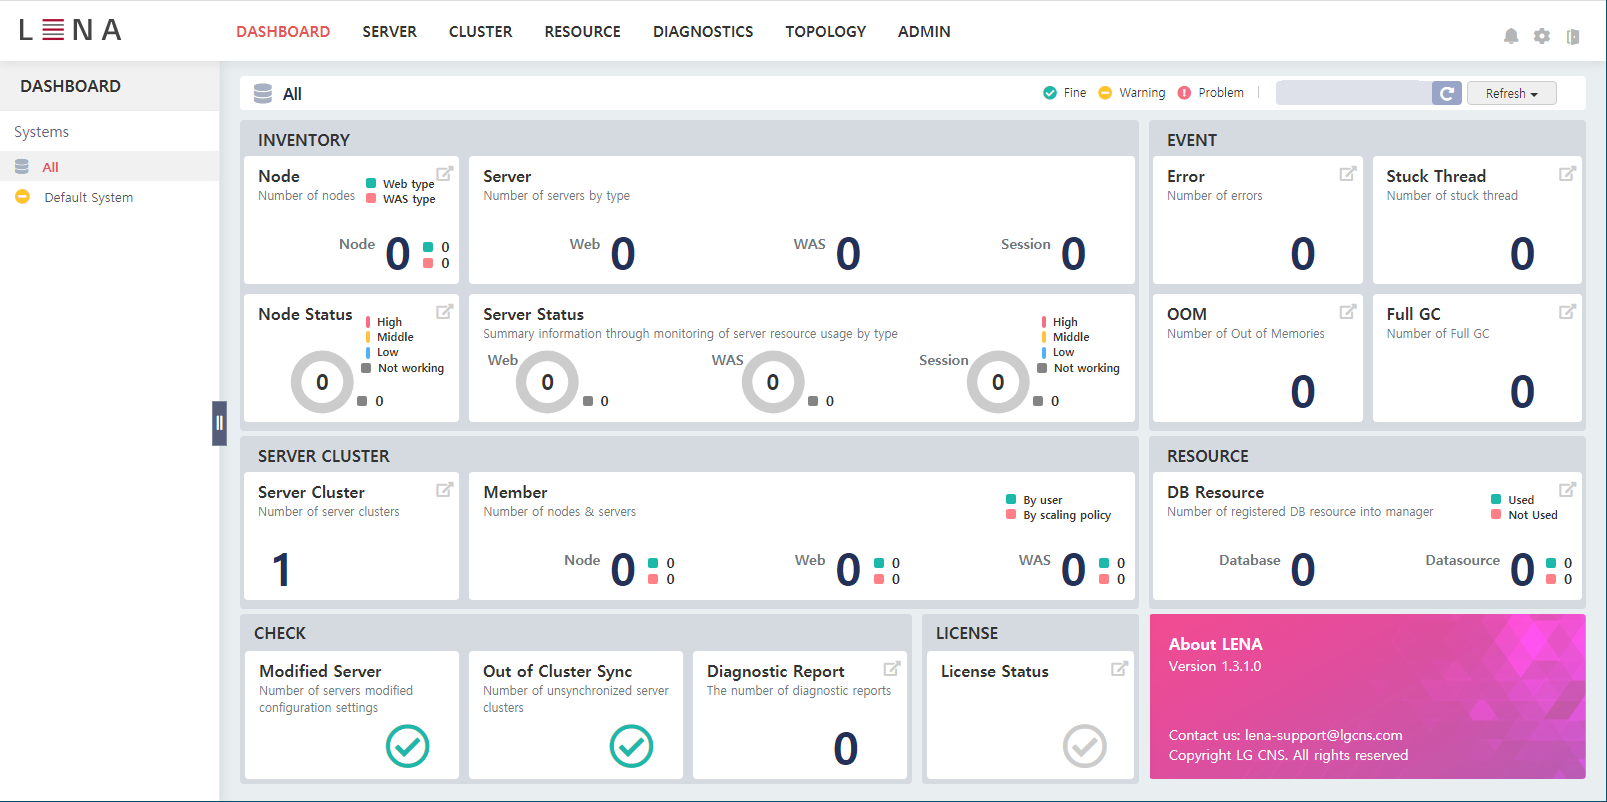 LENA
DASHBOARD SERVER CLUSTER RESOURCE DIAGNOSTICS TOPOLOGY ADMIN
DASHBOARD
Systems
All
Default System
All
Fine Warning Problem
Refresh
INVENTORY
Node
Number of nodes
Web type
WAS type
Node 0 0
0
Server
Number of servers by type
Web 0 WAS 0 Session 0
Node Status
High
Middle
Low
Not working
0 0
Server Status
Summary information through monitoring of server resource usage by type
High
Middle
Low
Not working
Web 0 0 WAS 0 0 Session 0 0
EVENT
Error
Number of errors
0
Stuck Thread
Number of stuck thread
0
OOM
Number of Out of Memories
0
Full GC
Number of Full GC
0
SERVER CLUSTER
Server Cluster
Number of server clusters
1
Member
Number of nodes & servers
By user
By scaling policy
Node 0 0 Web 0 0 WAS 0 0
0 0 0
RESOURCE
DB Resource
Number of registered DB resource into manager
Used
Not Used
Database 0 Datasource 0 0
0
CHECK
Modified Server
Number of servers modified
configuration settings
Out of Cluster Sync
Number of unsynchronized server
clusters
Diagnostic Report
The number of diagnostic reports
0
LICENSE
License Status
About LENA
Version 1.3.1.0
Contact us: lena-support@lgcns.com
Copyright LG CNS. All rights reserved